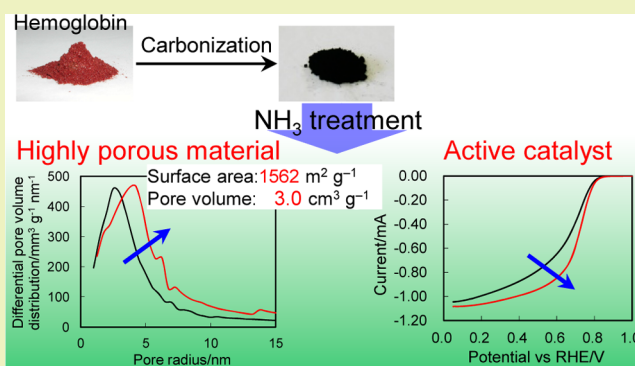 Hemoglobin
Carbonization
NH3 treatment
Highly porous material
Surface area:1562 m² g⁻¹
Pore volume: 3.0 cm³ g⁻¹
Differential pore volume
distribution/mm³ g⁻¹ nm⁻¹
500
400
300
200
100
0
0 5 10 15
Pore radius/nm
Active catalyst
Current/mA
0.00
-0.20
-0.40
-0.60
-0.80
-1.00
-1.20
0.0 0.2 0.4 0.6 0.8 1.0
Potential vs RHE/V